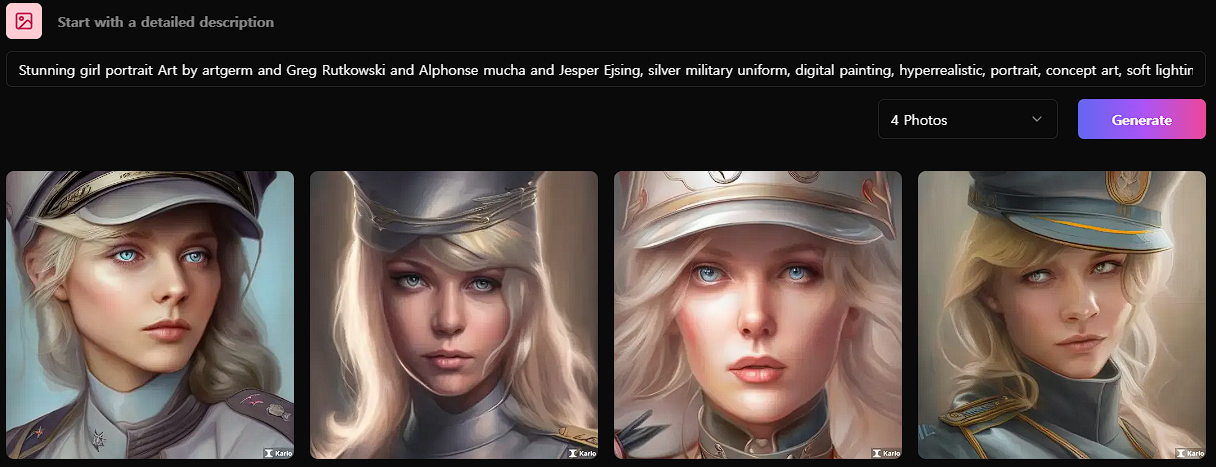 Start with a detailed description
Stunning girl portrait Art by artgerm and Greg Rutkowski and Alphonse mucha and Jesper Ejsing, silver military uniform, digital painting, hyperrealistic, portrait, concept art, soft lightin
4 Photos
Generate
Karlo
Karlo
Karlo
Karlo